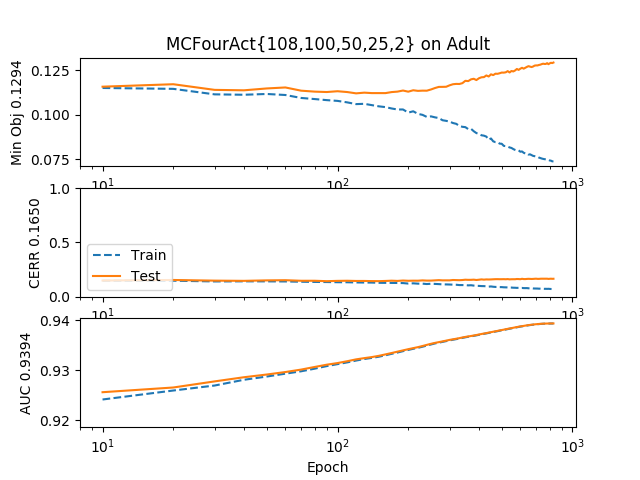 MCFourAct{108,100,50,25,2} on Adult
Min Obj 0.1294
0.125
0.100
0.075
10¹ 10² 10³
CERR 0.1650
1.0
0.5
0.0
Train
Test
10¹ 10² 10³
AUC 0.9394
0.94
0.93
0.92
10¹ 10² 10³
Epoch